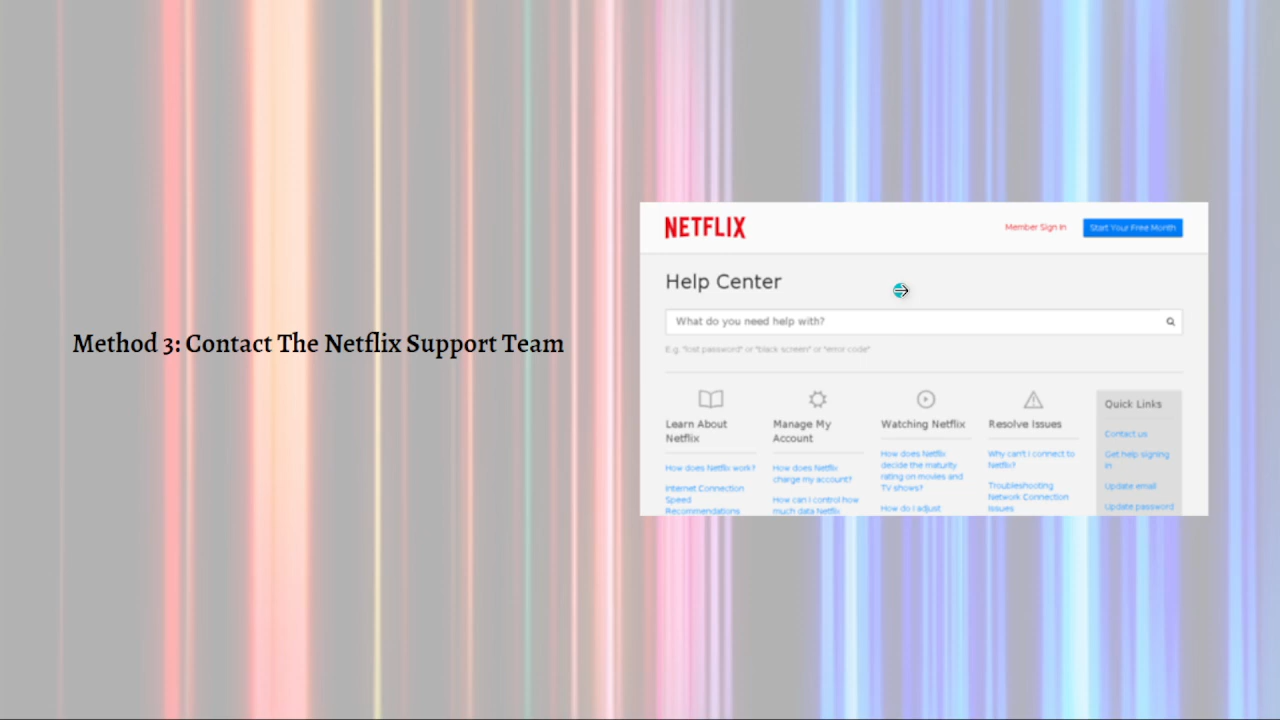 Method 3: Contact The Netflix Support Team
NETFLIX
Member Sign In
Start Your Free Month
Help Center
What do you need help with?
E.g. "lost password" or "black screen" or "error code"
Learn About
Netflix
How does Netflix work?
Internet Connection
Speed
Recommendations
Manage My
Account
How does Netflix
charge my account?
How can I control how
much data Netflix
Watching Netflix
How does Netflix
decide the maturity
rating on movies and
TV shows?
How do I adjust
Resolve Issues
Why can't I connect to
Netflix?
Troubleshooting
Network Connection
Issues
Quick Links
Contact us
Get help signing
in
Update email
Update password